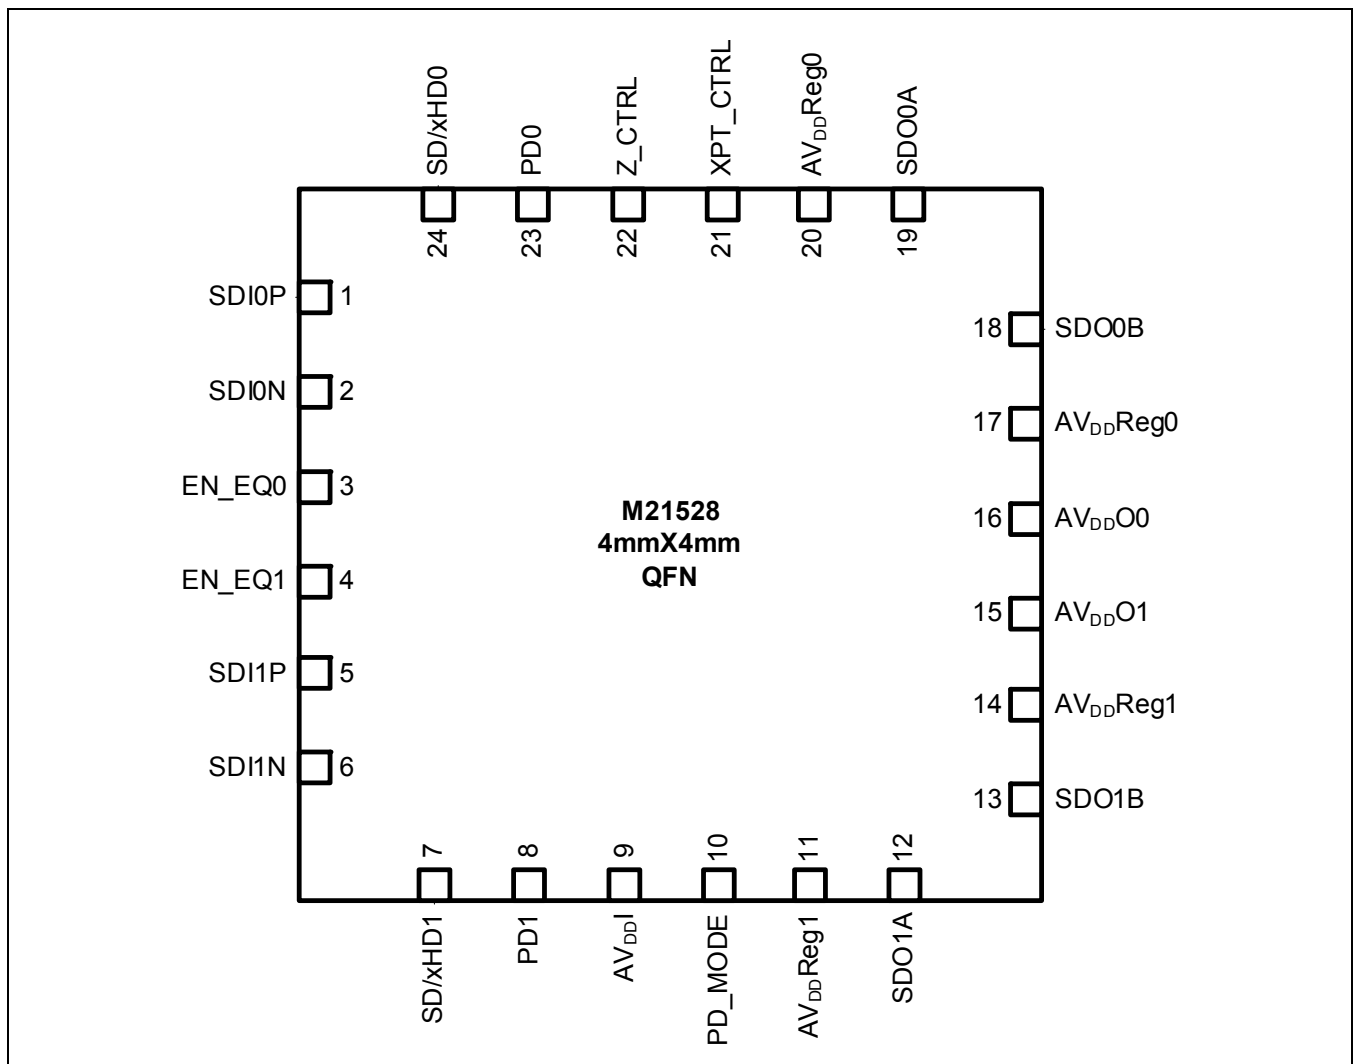 SD/xHD0
PD0
Z_CTRL
XPT_CTRL
AVDDReg0
SDO0A
24
23
22
21
20
19
SDI0P 1
SDI0N 2
EN_EQ0 3
EN_EQ1 4
SDI1P 5
SDI1N 6
M21528
4mmX4mm
QFN
18 SDO0B
17 AVDDReg0
16 AVDDO0
15 AVDDO1
14 AVDDReg1
13 SDO1B
7
8
9
10
11
12
SD/xHD1
PD1
AVDDI
PD_MODE
AVDDReg1
SDO1A